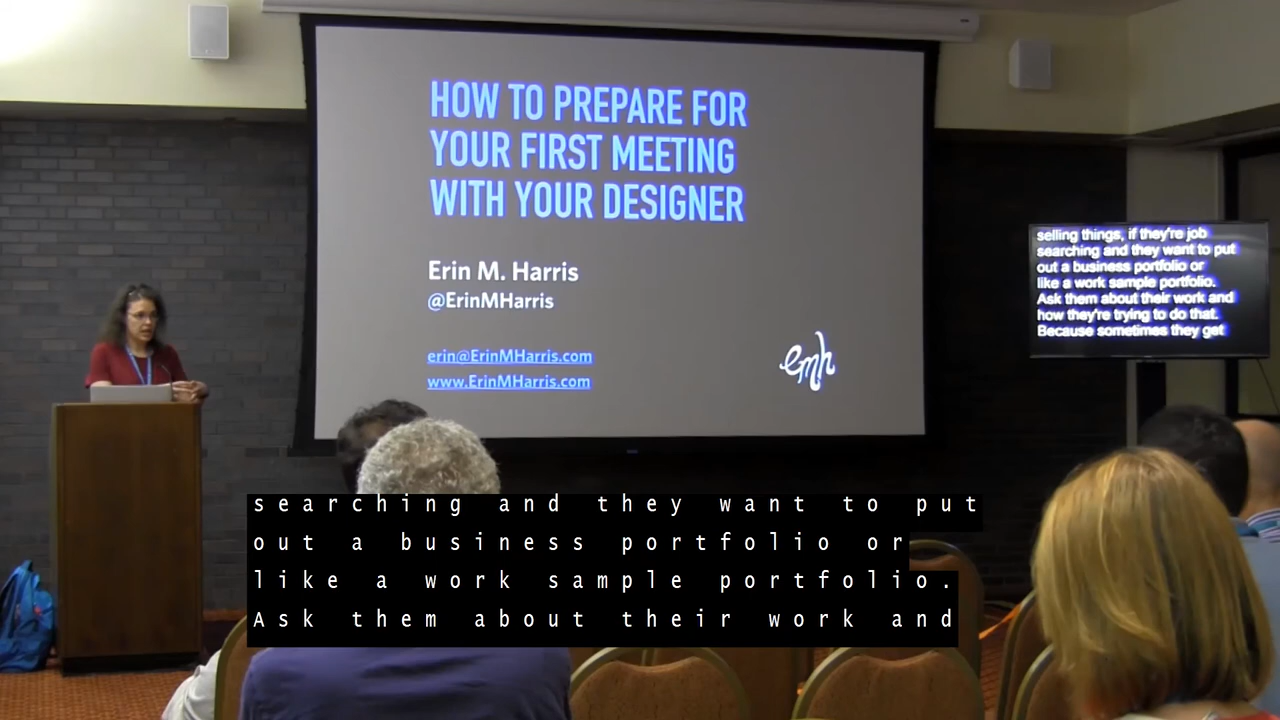 HOW TO PREPARE FOR
YOUR FIRST MEETING
WITH YOUR DESIGNER
Erin M. Harris
@ErinMHarris
erin@ErinMHarris.com
www.ErinMHarris.com
emh
selling things, if they're job
searching and they want to put
out a business portfolio or
like a work sample portfolio.
Ask them about their work and
how they're trying to do that.
Because sometimes they get
searching and they want to put
out a business portfolio or
like a work sample portfolio.
Ask them about their work and